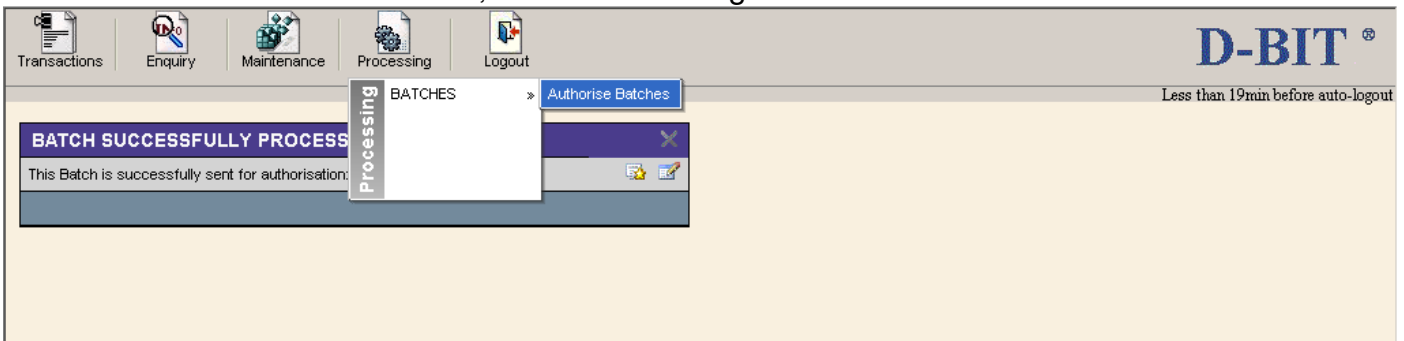 Transactions Enquiry Maintenance Processing Logout
D-BIT ®
Less than 19min before auto-logout
Processing
BATCHES » Authorise Batches
BATCH SUCCESSFULLY PROCESS
This Batch is successfully sent for authorisation: